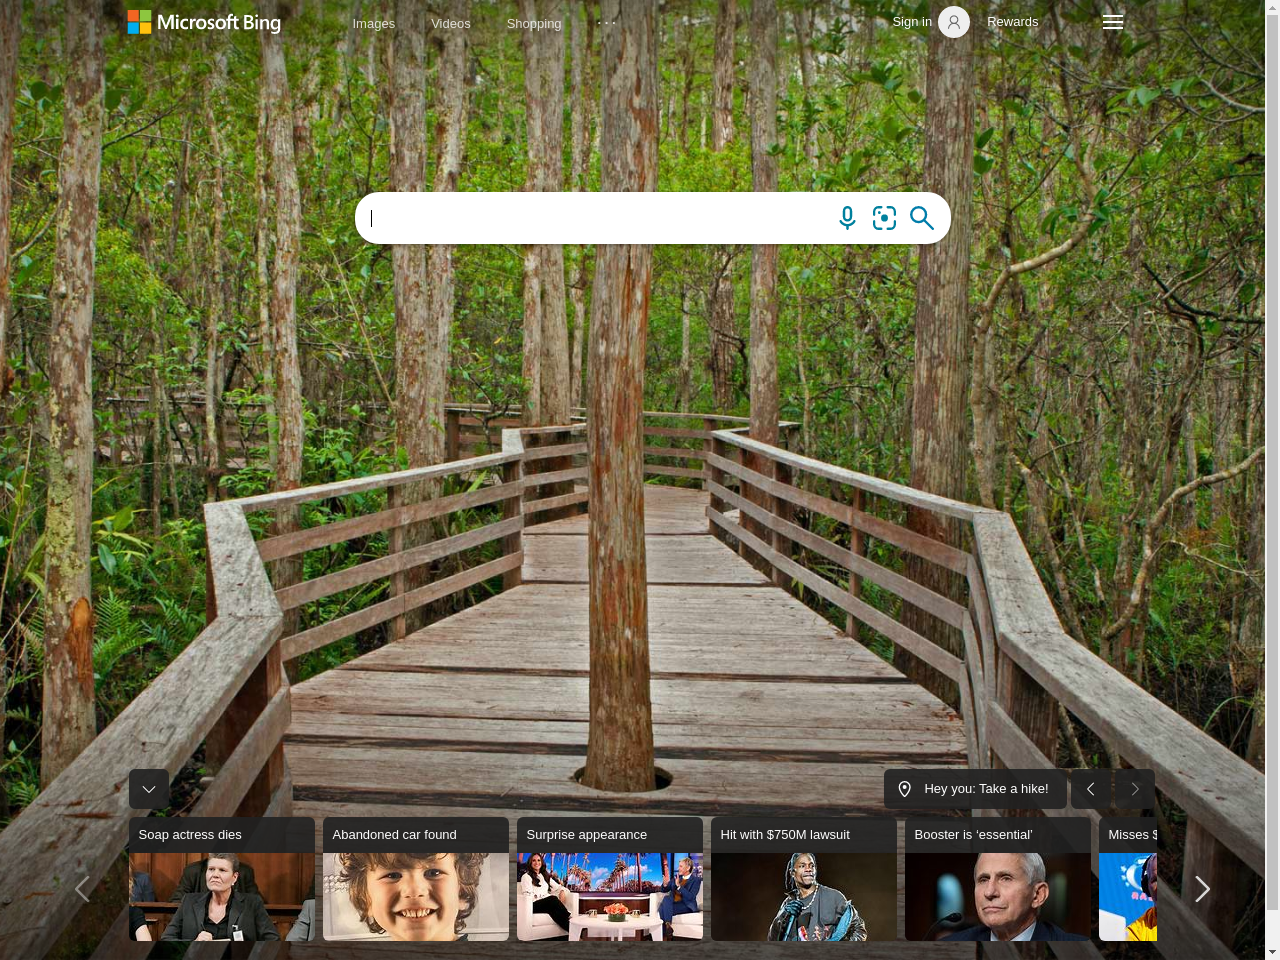 Microsoft Bing
Images
Videos
Shopping
Sign in
Rewards
Hey you: Take a hike!
Soap actress dies
Abandoned car found
Surprise appearance
Hit with $750M lawsuit
Booster is ‘essential’
Misses $